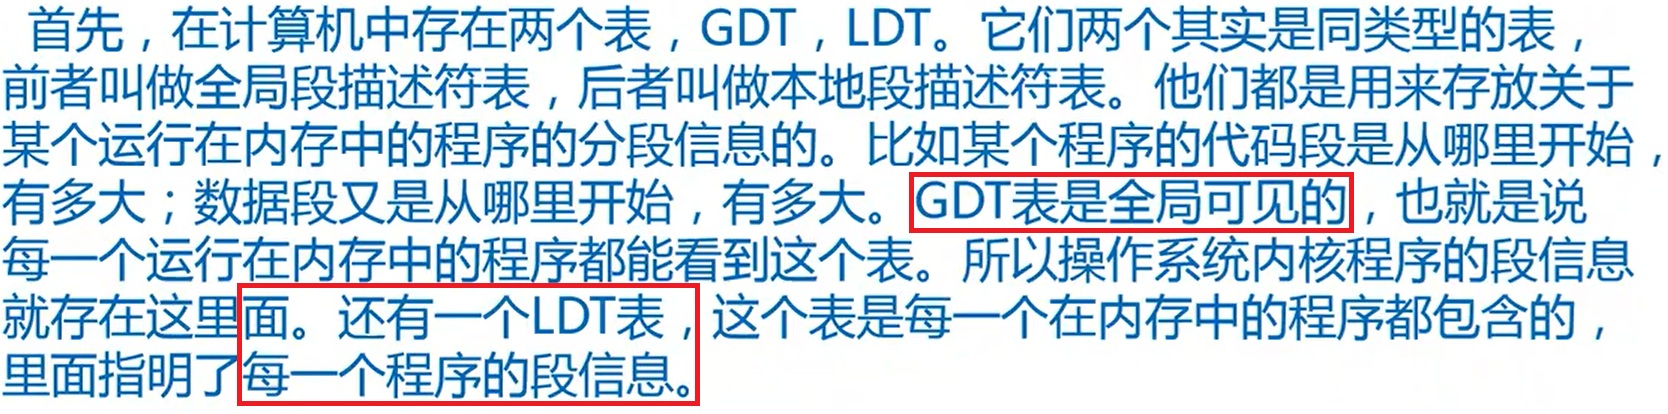 首先，在计算机中存在两个表，GDT，LDT。它们两个其实是同类型的表，
前者叫做全局段描述符表，后者叫做本地段描述符表。他们都是用来存放关于
某个运行在内存中的程序的分段信息的。比如某个程序的代码段是从哪里开始，
有多大；数据段又是从哪里开始，有多大。GDT表是全局可见的，也就是说
每一个运行在内存中的程序都能看到这个表。所以操作系统内核程序的段信息
就存在这里面。还有一个LDT表，这个表是每一个在内存中的程序都包含的，
里面指明了每一个程序的段信息。